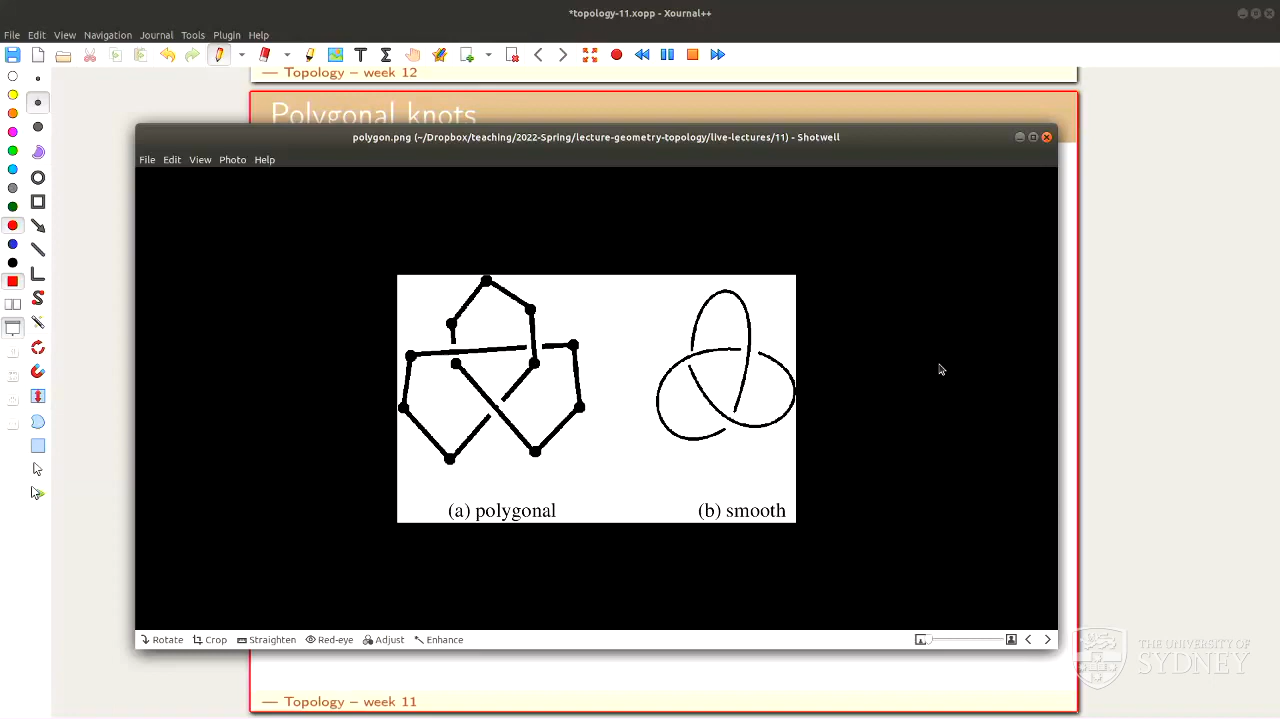 *topology-11.xopp - Xournal++
File Edit View Navigation Journal Tools Plugin Help
— Topology – week 12
Polygonal knots
polygon.png (~/Dropbox/teaching/2022-Spring/lecture-geometry-topology/live-lectures/11) - Shotwell
File Edit View Photo Help
(a) polygonal (b) smooth
Rotate Crop Straighten Red-eye Adjust Enhance
THE UNIVERSITY OF
SYDNEY
— Topology – week 11